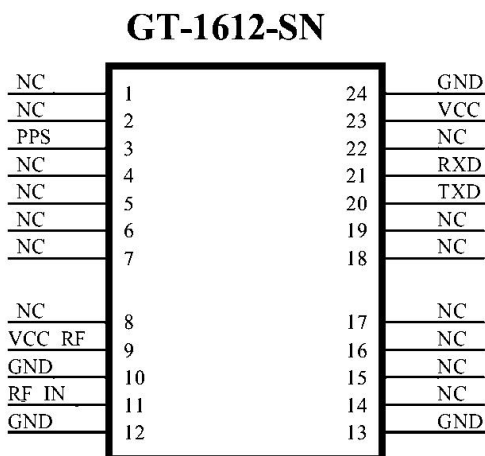 GT-1612-SN
NC 1 24 GND
NC 2 23 VCC
PPS 3 22 NC
NC 4 21 RXD
NC 5 20 TXD
NC 6 19 NC
NC 7 18 NC
NC 8 17 NC
VCC RF 9 16 NC
GND 10 15 NC
RF IN 11 14 NC
GND 12 13 GND